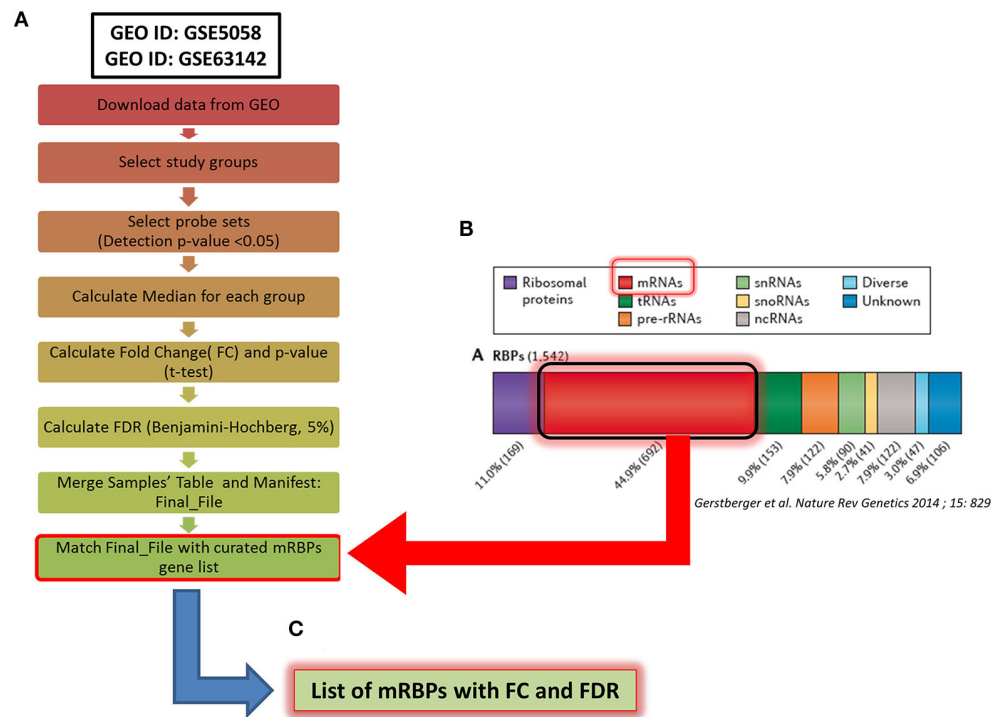 A
GEO ID: GSE5058
GEO ID: GSE63142
Download data from GEO
Select study groups
Select probe sets
(Detection p-value <0.05)
Calculate Median for each group
Calculate Fold Change( FC) and p-value
(t-test)
Calculate FDR (Benjamini-Hochberg, 5%)
Merge Samples’ Table and Manifest:
Final_File
Match Final_File with curated mRBPs
gene list
B
Ribosomal
proteins
mRNAs
tRNAs
pre-rRNAs
snRNAs
snoRNAs
ncRNAs
Diverse
Unknown
A RBPs (1,542)
11.0% (169)
44.9% (692)
9.9% (153)
7.9% (122)
5.8% (90)
2.7% (41)
7.9% (122)
3.0% (47)
6.9% (106)
Gerstberger et al. Nature Rev Genetics 2014 ; 15: 829
C
List of mRBPs with FC and FDR